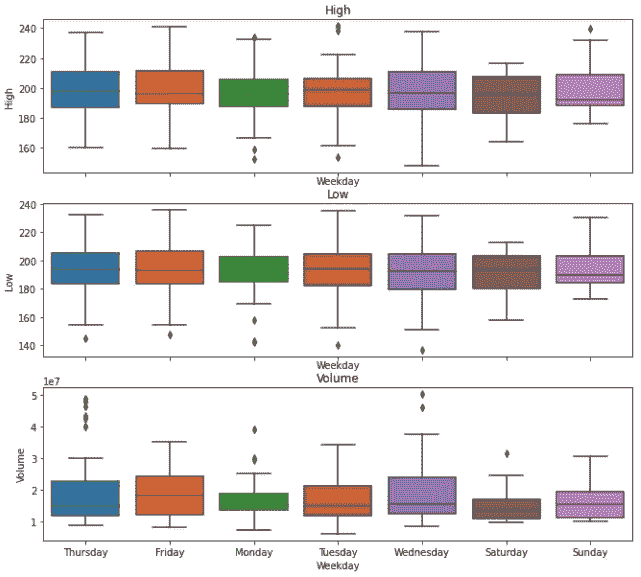 High
240
220
200
180
160
High
Weekday
Low
240
220
200
180
160
140
Low
Weekday
Volume
1e7
5
4
3
2
1
Volume
Thursday Friday Monday Tuesday Wednesday Saturday Sunday
Weekday